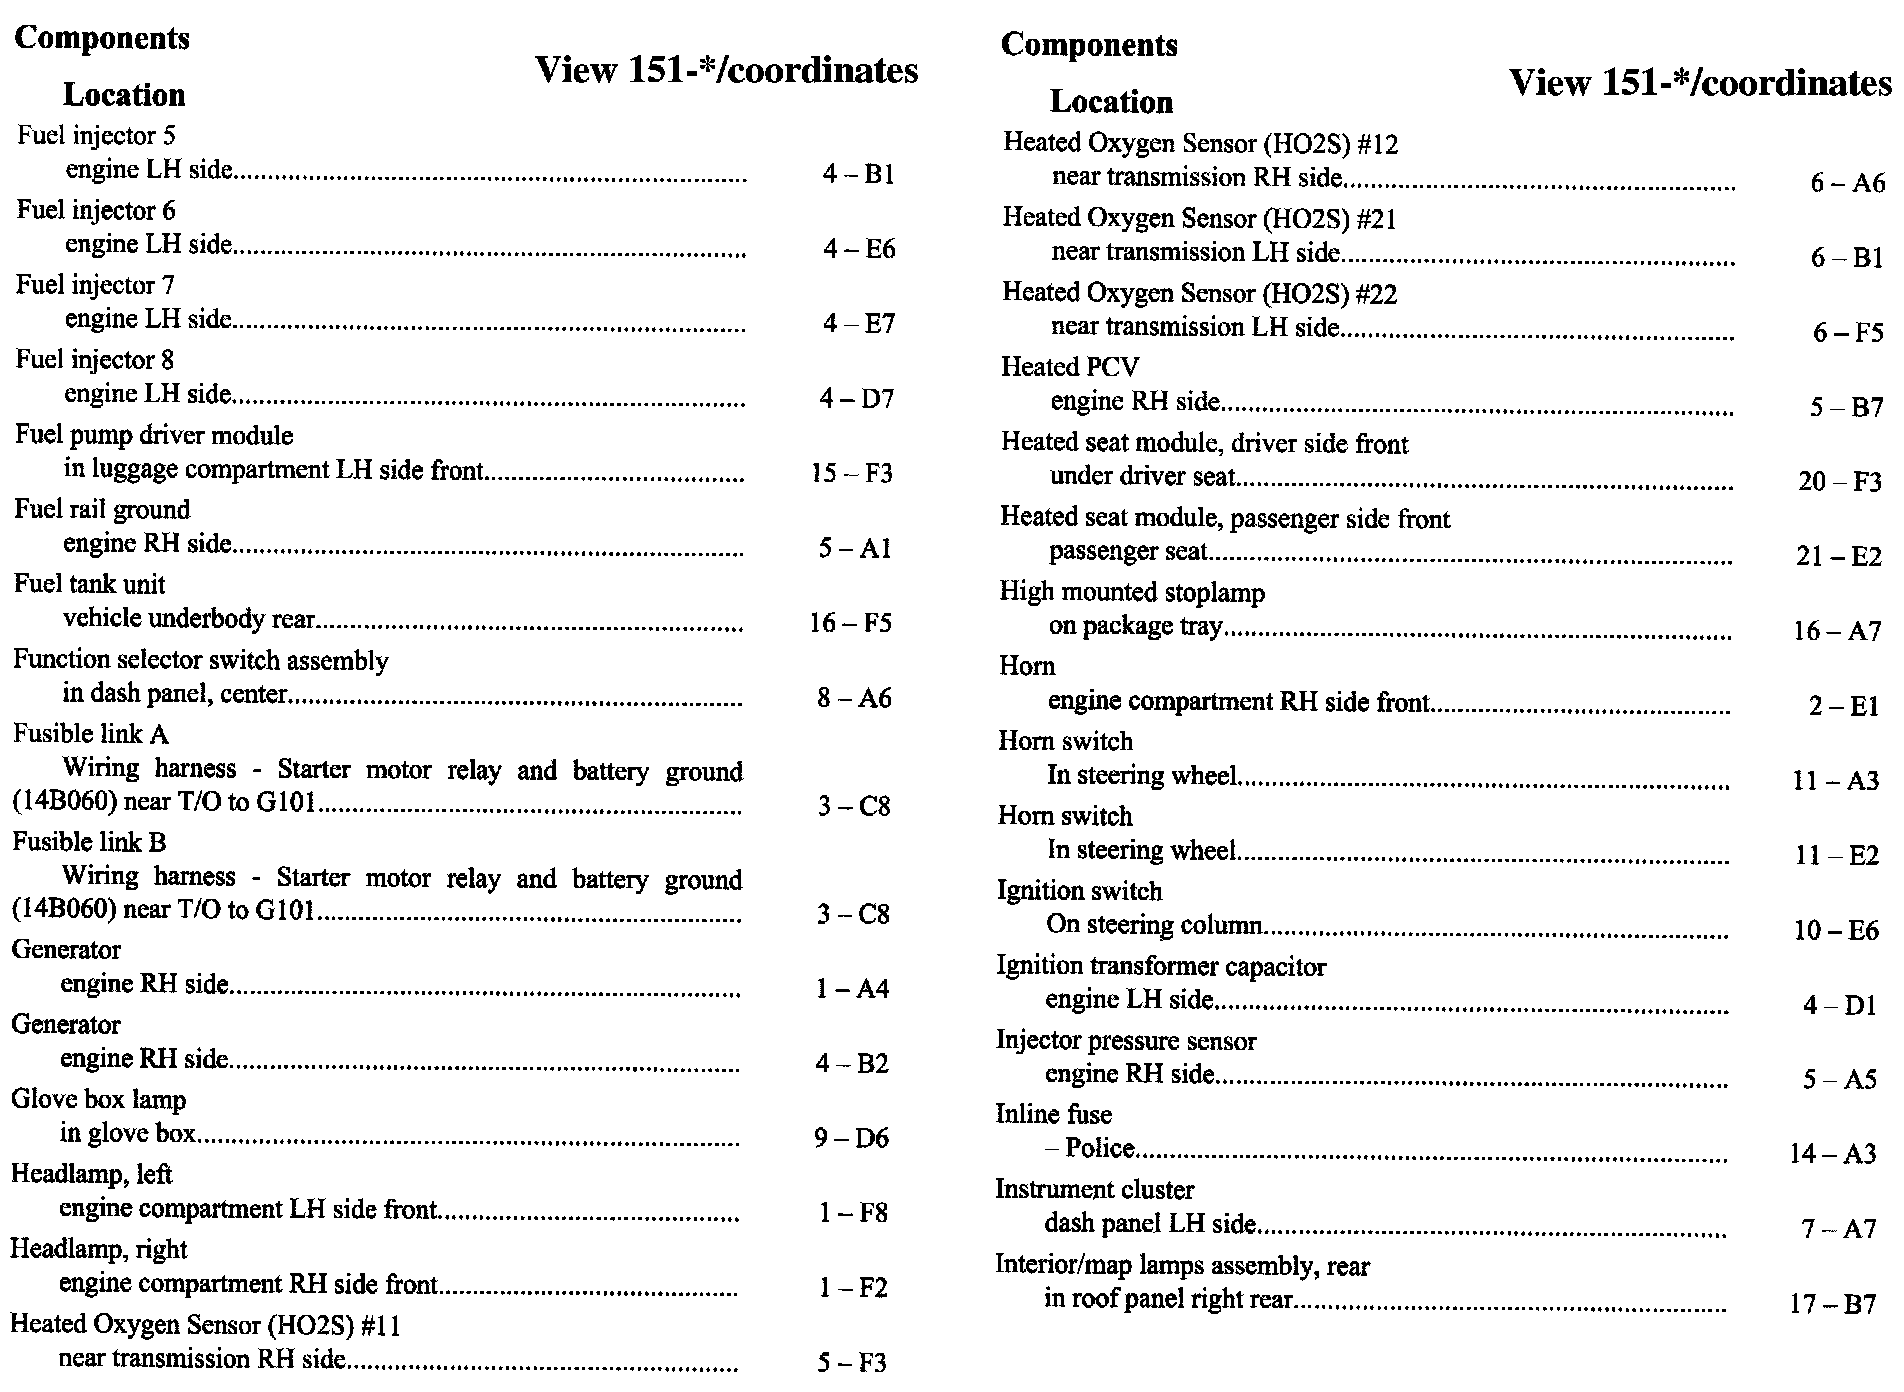 Components
View 151-*/coordinates
Location
Fuel injector 5
engine LH side.......... 4 – B1
Fuel injector 6
engine LH side.......... 4 – E6
Fuel injector 7
engine LH side.......... 4 – E7
Fuel injector 8
engine LH side.......... 4 – D7
Fuel pump driver module
in luggage compartment LH side front.......... 15 – F3
Fuel rail ground
engine RH side.......... 5 – A1
Fuel tank unit
vehicle underbody rear.......... 16 – F5
Function selector switch assembly
in dash panel, center.......... 8 – A6
Fusible link A
Wiring harness - Starter motor relay and battery ground
(14B060) near T/O to G101.......... 3 – C8
Fusible link B
Wiring harness - Starter motor relay and battery ground
(14B060) near T/O to G101.......... 3 – C8
Generator
engine RH side.......... 1 – A4
Generator
engine RH side.......... 4 – B2
Glove box lamp
in glove box.......... 9 – D6
Headlamp, left
engine compartment LH side front.......... 1 – F8
Headlamp, right
engine compartment RH side front.......... 1 – F2
Heated Oxygen Sensor (HO2S) #11
near transmission RH side.......... 5 – F3
Components
View 151-*/coordinates
Location
Heated Oxygen Sensor (HO2S) #12
near transmission RH side.......... 6 – A6
Heated Oxygen Sensor (HO2S) #21
near transmission LH side.......... 6 – B1
Heated Oxygen Sensor (HO2S) #22
near transmission LH side.......... 6 – F5
Heated PCV
engine RH side.......... 5 – B7
Heated seat module, driver side front
under driver seat.......... 20 – F3
Heated seat module, passenger side front
passenger seat.......... 21 – E2
High mounted stoplamp
on package tray.......... 16 – A7
Horn
engine compartment RH side front.......... 2 – E1
Horn switch
In steering wheel.......... 11 – A3
Horn switch
In steering wheel.......... 11 – E2
Ignition switch
On steering column.......... 10 – E6
Ignition transformer capacitor
engine LH side.......... 4 – D1
Injector pressure sensor
engine RH side.......... 5 – A5
Inline fuse
– Police.......... 14 – A3
Instrument cluster
dash panel LH side.......... 7 – A7
Interior/map lamps assembly, rear
in roof panel right rear.......... 17 – B7